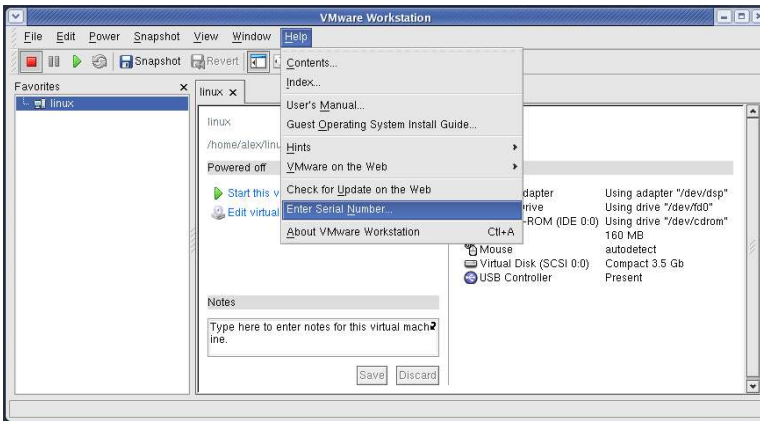 VMware Workstation
File Edit Power Snapshot View Window Help
Snapshot Revert
Favorites
linux
linux
linux
/home/alex/linu
Powered off
Start this v
Edit virtual
Contents...
Index...
User's Manual...
Guest Operating System Install Guide...
Hints
VMware on the Web
Check for Update on the Web
Enter Serial Number...
About VMware Workstation Ctl+A
dapter Using adapter "/dev/dsp"
rive Using drive "/dev/fd0"
-ROM (IDE 0:0) Using drive "/dev/cdrom"
160 MB
Mouse autodetect
Virtual Disk (SCSI 0:0) Compact 3.5 Gb
USB Controller Present
Notes
Type here to enter notes for this virtual mach
ine.
Save Discard